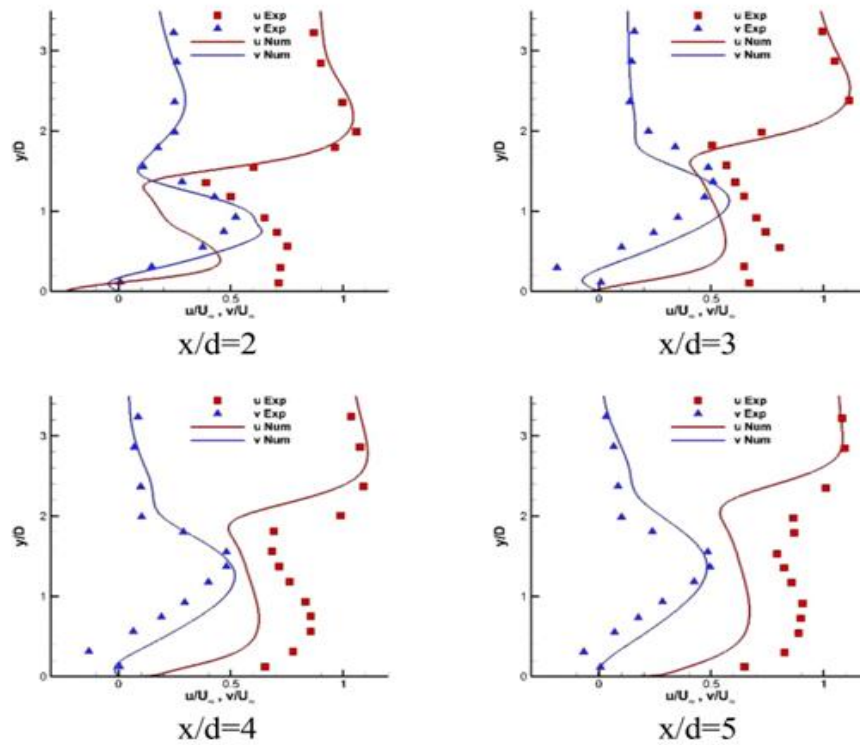 u Exp
v Exp
u Num
v Num
3
2
1
0
y/D
0
0.5
1
u/U∞ , v/U∞
x/d=2
u Exp
v Exp
u Num
v Num
3
2
1
0
y/D
0
0.5
1
u/U∞ , v/U∞
x/d=3
u Exp
v Exp
u Num
v Num
3
2
1
0
y/D
0
0.5
1
u/U∞ , v/U∞
x/d=4
u Exp
v Exp
u Num
v Num
3
2
1
0
y/D
0
0.5
1
u/U∞ , v/U∞
x/d=5